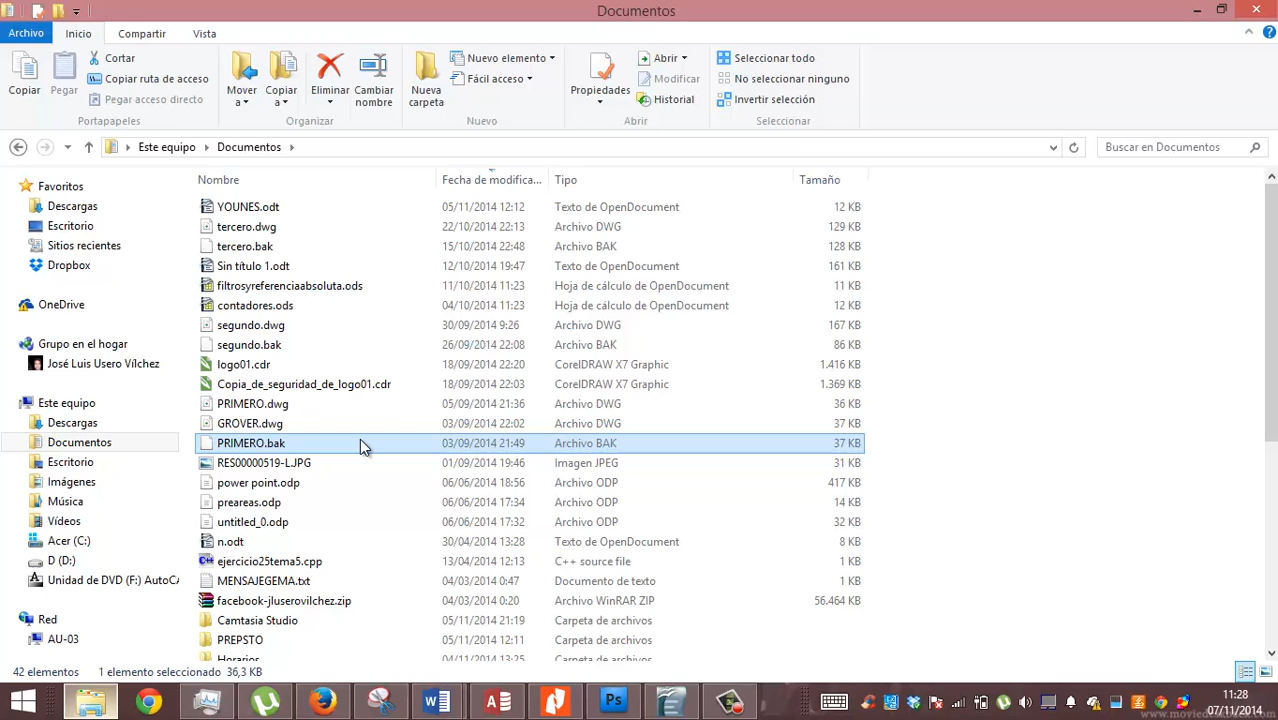 Documentos
Archivo Inicio Compartir Vista
Copiar
Pegar
Cortar
Copiar ruta de acceso
Pegar acceso directo
Portapapeles
Mover a
Copiar a
Eliminar
Cambiar nombre
Organizar
Nueva carpeta
Nuevo elemento
Fácil acceso
Nuevo
Propiedades
Abrir
Modificar
Historial
Abrir
Seleccionar todo
No seleccionar ninguno
Invertir selección
Seleccionar
Este equipo Documentos
Buscar en Documentos
Favoritos
Descargas
Escritorio
Sitios recientes
Dropbox
OneDrive
Grupo en el hogar
José Luis Usero Vílchez
Este equipo
Descargas
Documentos
Escritorio
Imágenes
Música
Vídeos
Acer (C:)
D (D:)
Unidad de DVD (F:) AutoCA
Red
AU-03
Nombre Fecha de modifica... Tipo Tamaño
YOUNES.odt 05/11/2014 12:12 Texto de OpenDocument 12 KB
tercero.dwg 22/10/2014 22:13 Archivo DWG 129 KB
tercero.bak 15/10/2014 22:48 Archivo BAK 128 KB
Sin título 1.odt 12/10/2014 19:47 Texto de OpenDocument 161 KB
filtrosyreferenciaabsoluta.ods 11/10/2014 11:23 Hoja de cálculo de OpenDocument 11 KB
contadores.ods 04/10/2014 11:23 Hoja de cálculo de OpenDocument 12 KB
segundo.dwg 30/09/2014 9:26 Archivo DWG 167 KB
segundo.bak 26/09/2014 22:08 Archivo BAK 86 KB
logo01.cdr 18/09/2014 22:20 CorelDRAW X7 Graphic 1.416 KB
Copia_de_seguridad_de_logo01.cdr 18/09/2014 22:03 CorelDRAW X7 Graphic 1.369 KB
PRIMERO.dwg 05/09/2014 21:36 Archivo DWG 36 KB
GROVER.dwg 03/09/2014 22:02 Archivo DWG 37 KB
PRIMERO.bak 03/09/2014 21:49 Archivo BAK 37 KB
RES00000519-L.JPG 01/09/2014 19:46 Imagen JPEG 31 KB
power point.odp 06/06/2014 18:56 Archivo ODP 417 KB
preareas.odp 06/06/2014 17:34 Archivo ODP 14 KB
untitled_0.odp 06/06/2014 17:32 Archivo ODP 32 KB
n.odt 30/04/2014 13:28 Texto de OpenDocument 8 KB
ejercicio25tema5.cpp 13/04/2014 12:13 C++ source file 1 KB
MENSAJEGEMA.txt 04/03/2014 0:47 Documento de texto 1 KB
facebook-jluserovilchez.zip 04/03/2014 0:20 Archivo WinRAR ZIP 56.464 KB
Camtasia Studio 05/11/2014 21:19 Carpeta de archivos
PREPSTO 05/11/2014 12:11 Carpeta de archivos
Horarios 04/11/2014 13:25 Carpeta de archivos
42 elementos 1 elemento seleccionado 36,3 KB
11:28
07/11/2014